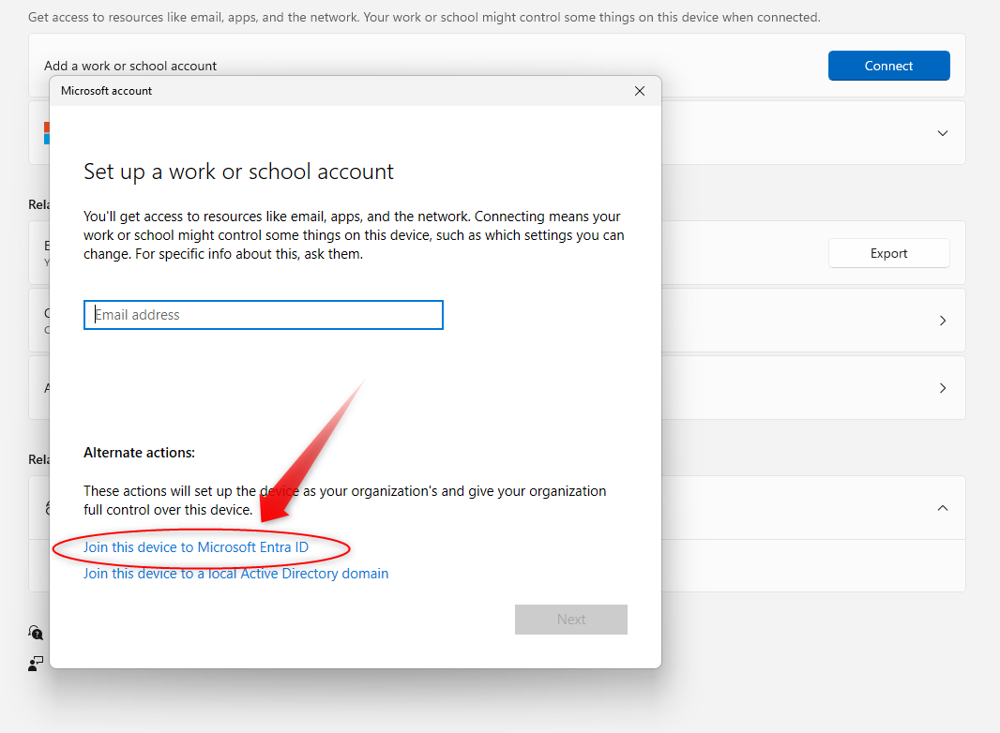 Get access to resources like email, apps, and the network. Your work or school might control some things on this device when connected.
Add a work or school account
Connect
Microsoft account
Set up a work or school account
You'll get access to resources like email, apps, and the network. Connecting means your
work or school might control some things on this device, such as which settings you can
change. For specific info about this, ask them.
Export
Email address
Alternate actions:
These actions will set up the device as your organization's and give your organization
full control over this device.
Join this device to Microsoft Entra ID
Join this device to a local Active Directory domain
Next